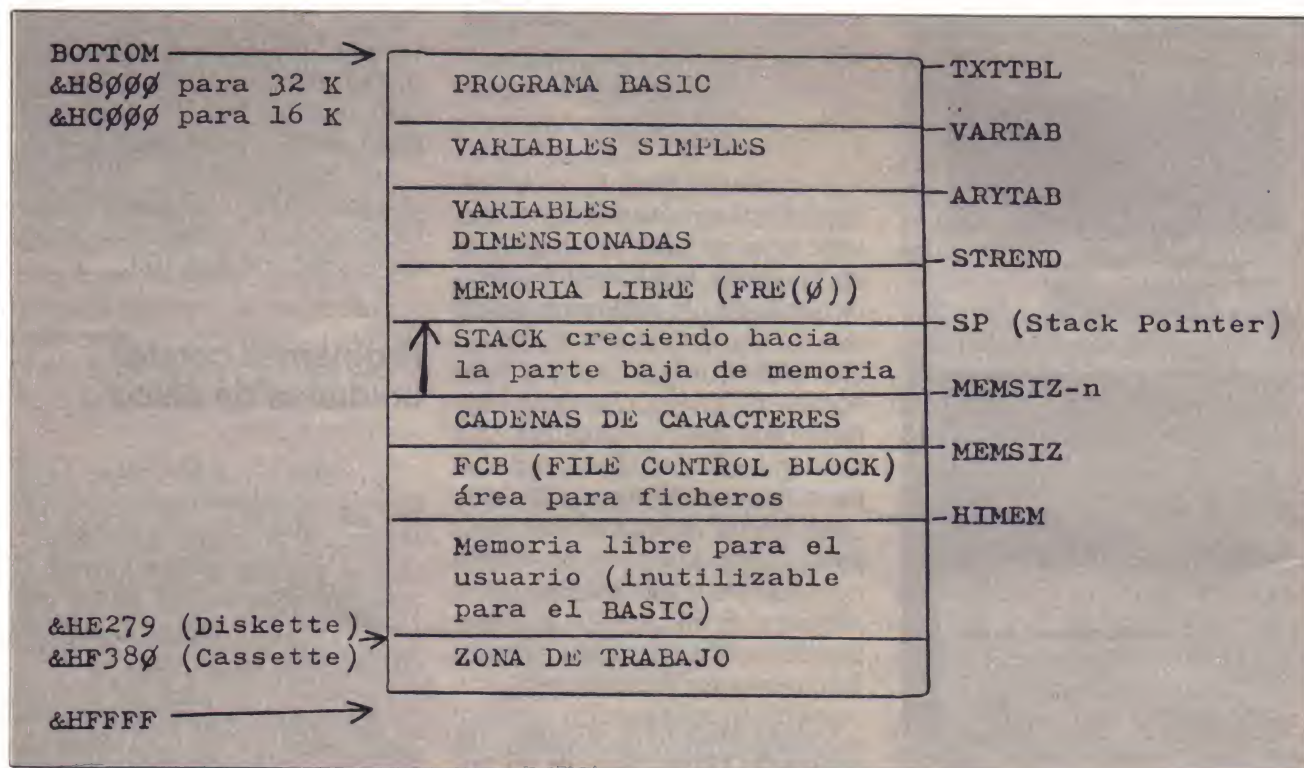 BOTTOM
&H8øøø para 32 K
&HCøøø para 16 K
PROGRAMA BASIC
TXTTBL
VARTAB
VARIABLES SIMPLES
ARYTAB
VARIABLES
DIMENSIONADAS
STREND
MEMORIA LIBRE (FRE(ø))
SP (Stack Pointer)
STACK creciendo hacia
la parte baja de memoria
MEMSIZ-n
CADENAS DE CARACTERES
MEMSIZ
FCB (FILE CONTROL BLOCK)
área para ficheros
HIMEM
Memoria libre para el
usuario (inutilizable
para el BASIC)
&HE279 (Diskette)
&HF38ø (Cassette)
ZONA DE TRABAJO
&HFFFF